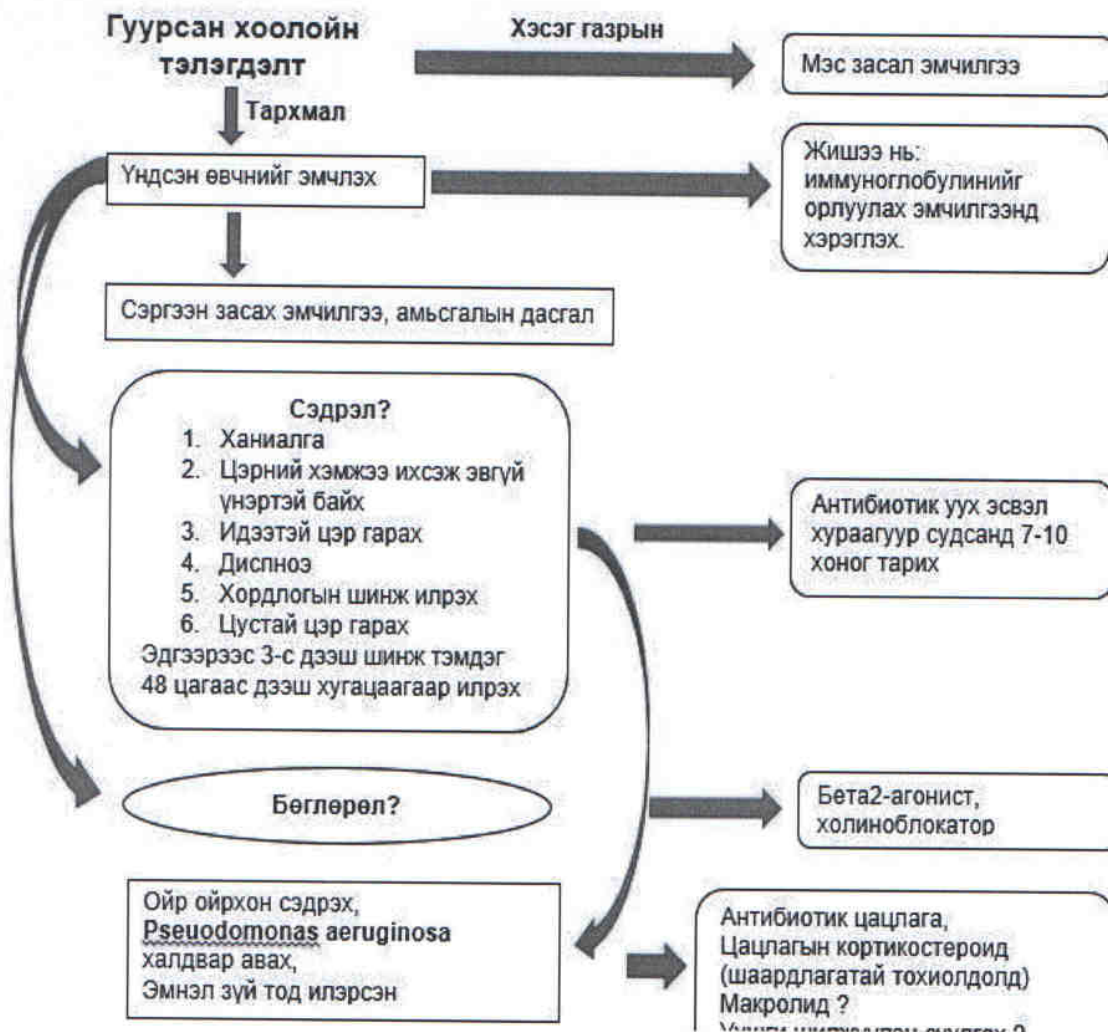 Гуурсан хоолойн
тэлэгдэлт
Хэсэг газрын
Мэс засал эмчилгээ
Тархмал
Үндсэн өвчнийг эмчлэх
Жишээ нь:
иммуноглобулинийг
орлуулах эмчилгээнд
хэрэглэх.
Сэргээн засах эмчилгээ, амьсгалын дасгал
Сэдрэл?
1. Ханиалга
2. Цэрний хэмжээ ихсэж эвгүй
үнэртэй байх
3. Идээтэй цэр гарах
4. Диспноэ
5. Хордлогын шинж илрэх
6. Цустай цэр гарах
Эдгээрээс 3-с дээш шинж тэмдэг
48 цагаас дээш хугацаагаар илрэх
Антибиотик уух эсвэл
хураагуур судсанд 7-10
хоног тарих
Бөглөрөл?
Бета2-агонист,
холиноблокатор
Ойр ойрхон сэдрэх,
Pseudomonas aeruginosa
халдвар авах,
Эмнэл зүй тод илэрсэн
Антибиотик цацлага,
Цацлагын кортикостероид
(шаардлагатай тохиолдолд)
Макролид ?